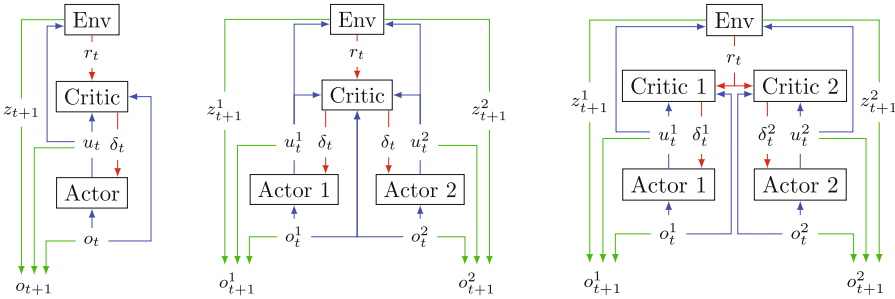 Env
r_t
Critic
z_{t+1}
u_t δ_t
Actor
o_t
o_{t+1}
Env
r_t
Critic
z^1_{t+1} z^2_{t+1}
u^1_t δ_t δ_t u^2_t
Actor 1 Actor 2
o^1_t o^2_t
o^1_{t+1} o^2_{t+1}
Env
r_t
Critic 1 Critic 2
z^1_{t+1} z^2_{t+1}
u^1_t δ^1_t δ^2_t u^2_t
Actor 1 Actor 2
o^1_t o^2_t
o^1_{t+1} o^2_{t+1}